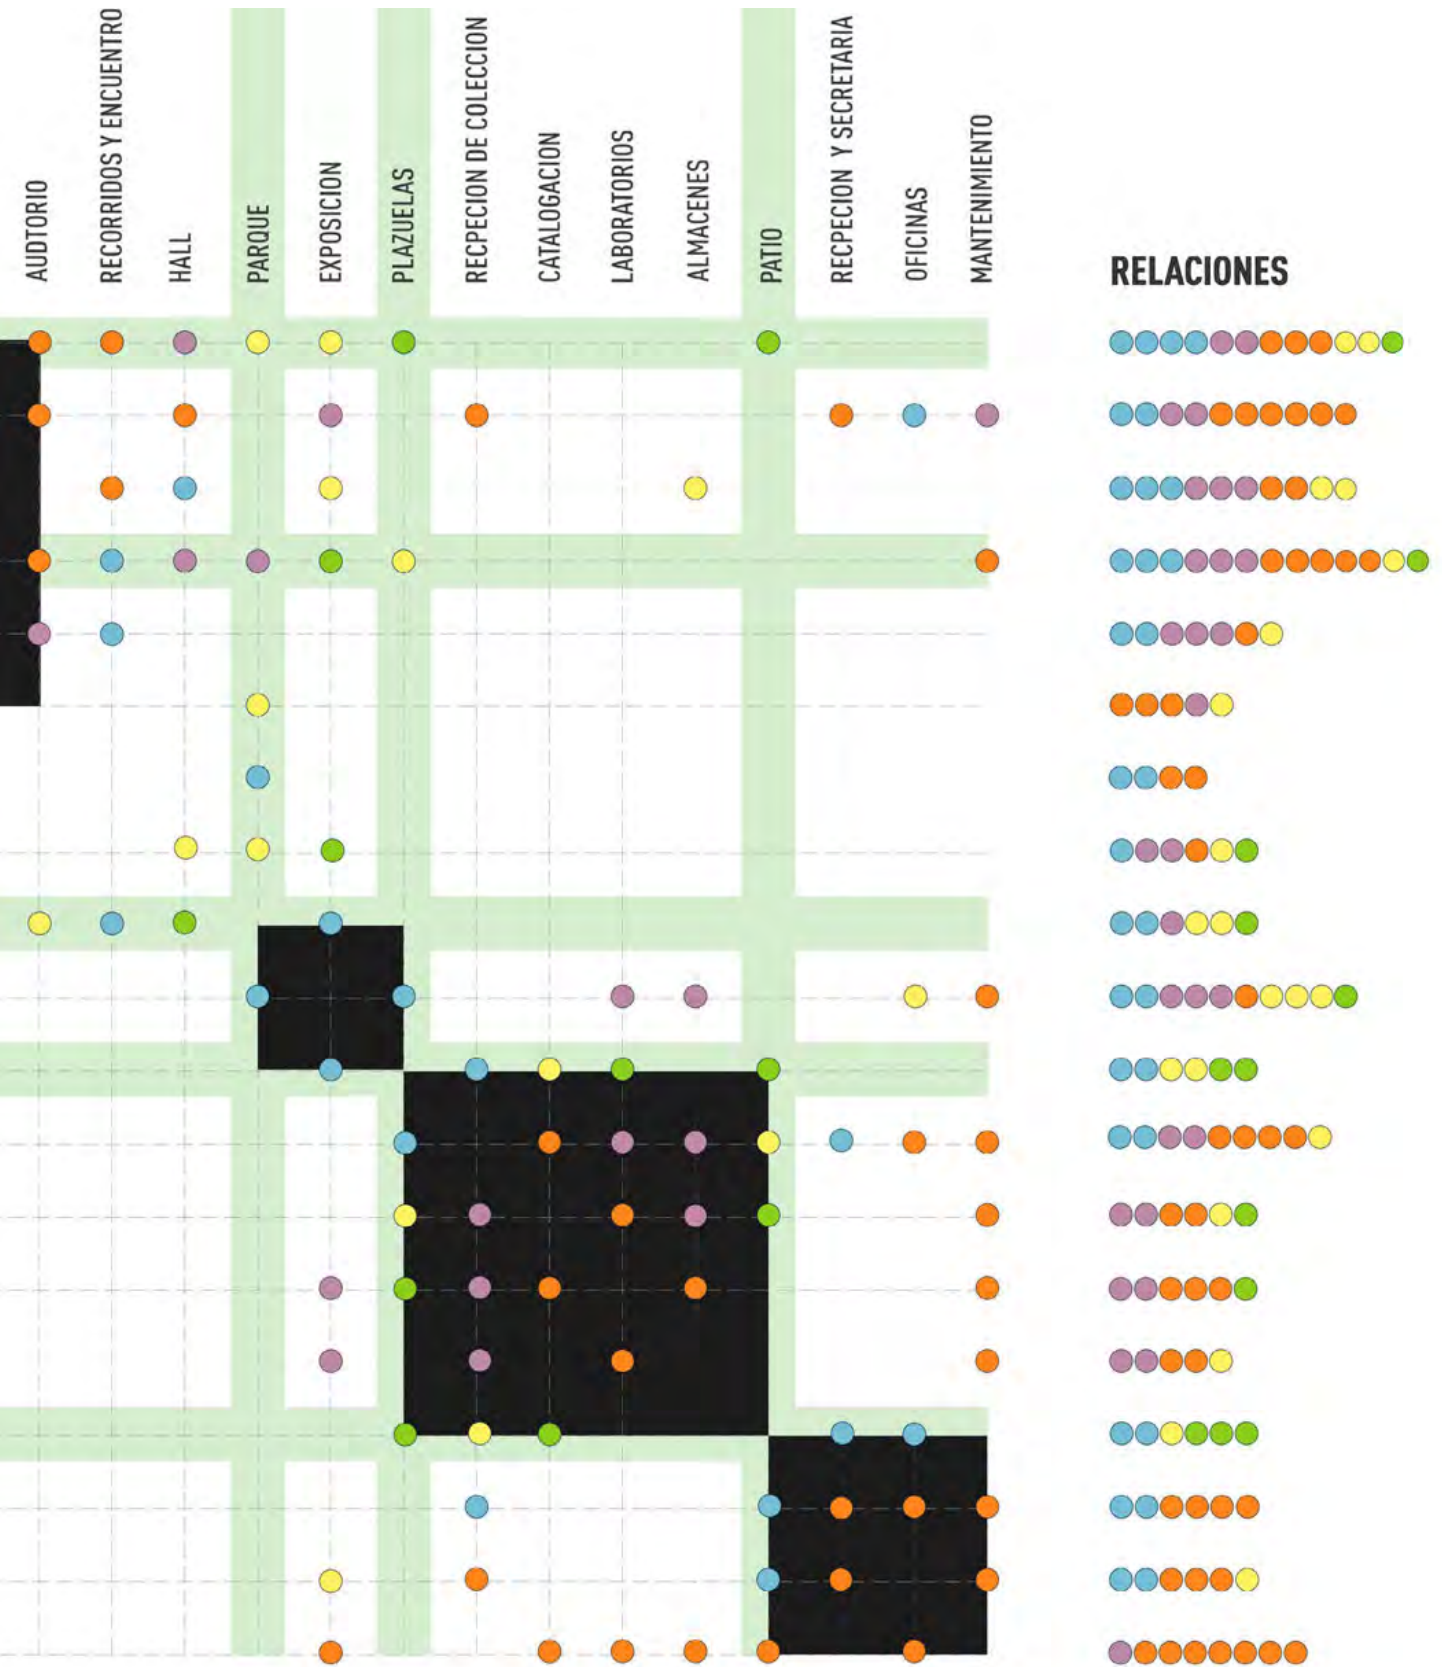 AUDTORIO
RECORRIDOS Y ENCUENTRO
HALL
PARQUE
EXPOSICION
PLAZUELAS
RECPECION DE COLECCION
CATALOGACION
LABORATORIOS
ALMACENES
PATIO
RECPECION Y SECRETARIA
OFICINAS
MANTENIMIENTO
RELACIONES